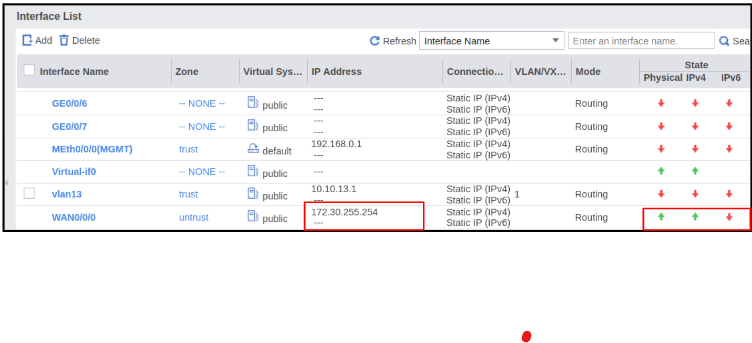 Interface List
Add Delete Refresh Interface Name Enter an interface name. Sea
Interface Name Zone Virtual Sys… IP Address Connectio… VLAN/VX… Mode State
Physical IPv4 IPv6
GE0/0/6 -- NONE -- public --- Static IP (IPv4) Routing
--- Static IP (IPv6)
GE0/0/7 -- NONE -- public --- Static IP (IPv4) Routing
--- Static IP (IPv6)
MEth0/0/0(MGMT) trust default 192.168.0.1 Static IP (IPv4) Routing
--- Static IP (IPv6)
Virtual-if0 -- NONE -- public ---
vlan13 trust public 10.10.13.1 Static IP (IPv4) 1 Routing
--- Static IP (IPv6)
WAN0/0/0 untrust public 172.30.255.254 Static IP (IPv4) Routing
--- Static IP (IPv6)